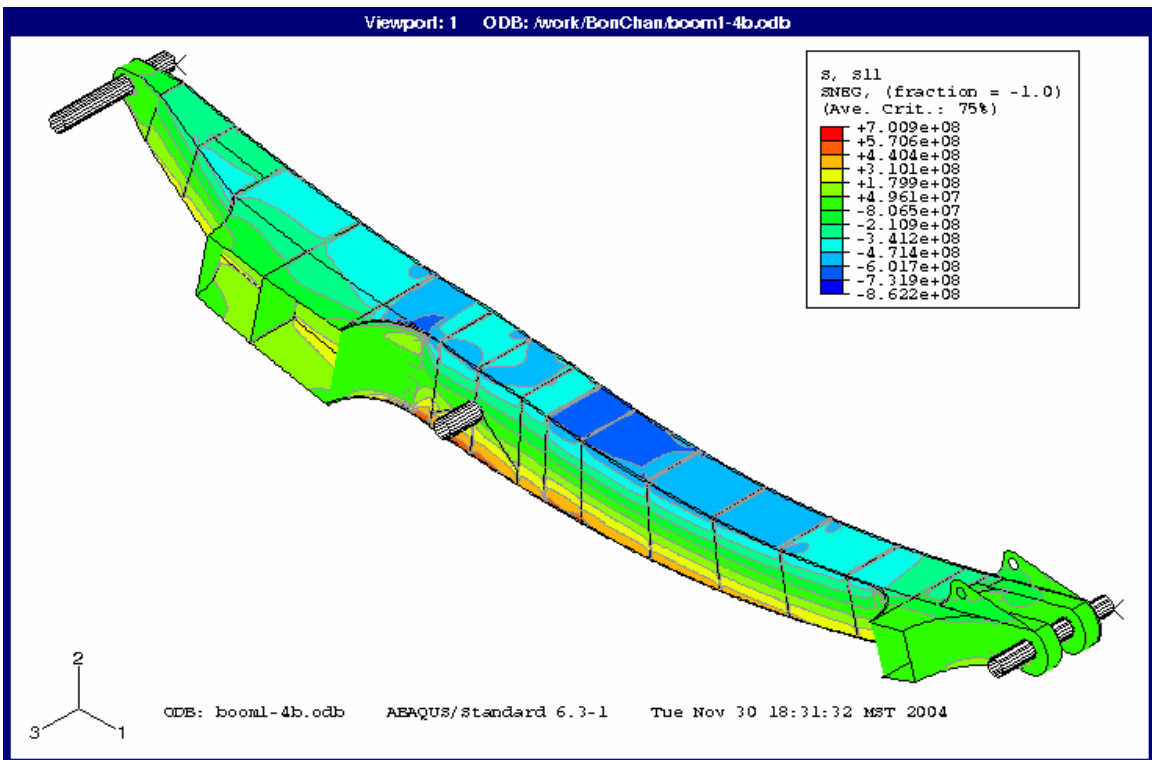 Viewport: 1 ODB: /work/BonChan/boom1-4b.odb
S, S11
SNEG, (fraction = -1.0)
(Ave. Crit.: 75%)
+7.009e+08
+5.706e+08
+4.404e+08
+3.101e+08
+1.799e+08
+4.961e+07
-8.065e+07
-2.109e+08
-3.412e+08
-4.714e+08
-6.017e+08
-7.319e+08
-8.622e+08
2
3
1
ODB: boom1-4b.odb ABAQUS/Standard 6.3-1 Tue Nov 30 18:31:32 MST 2004